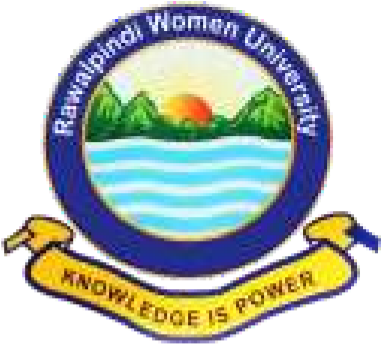 Rawalpindi Women University
KNOWLEDGE IS POWER